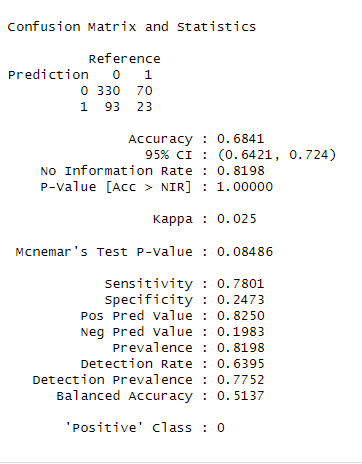 Confusion Matrix and Statistics
Reference
Prediction 0 1
0 330 70
1 93 23
Accuracy : 0.6841
95% CI : (0.6421, 0.724)
No Information Rate : 0.8198
P-Value [Acc > NIR] : 1.00000
Kappa : 0.025
Mcnemar's Test P-Value : 0.08486
Sensitivity : 0.7801
Specificity : 0.2473
Pos Pred Value : 0.8250
Neg Pred Value : 0.1983
Prevalence : 0.8198
Detection Rate : 0.6395
Detection Prevalence : 0.7752
Balanced Accuracy : 0.5137
'Positive' Class : 0